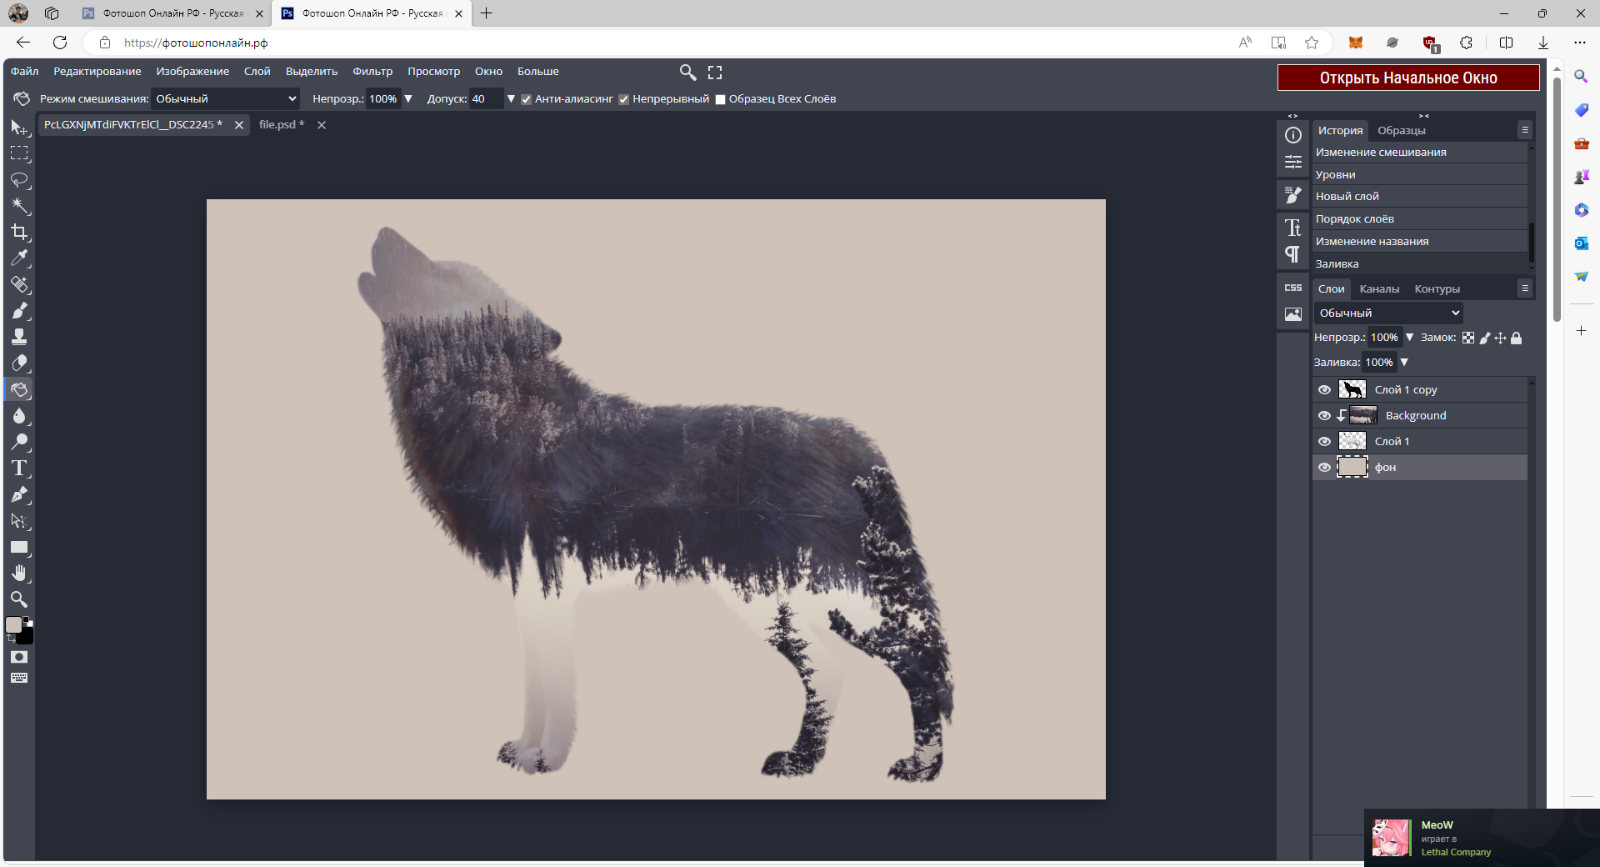 Фотошоп Онлайн РФ - Русская
Фотошоп Онлайн РФ - Русская
https://фотошопонлайн.рф
Файл Редактирование Изображение Слой Выделить Фильтр Просмотр Окно Больше
Открыть Начальное Окно
Режим смешивания: Обычный Непрозр.: 100% Допуск: 40 Анти-алиасинг Непрерывный Образец Всех Слоёв
PcLGXNjMTdiFVKTrElCl__DSC2245 * file.psd *
История Образцы
Изменение смешивания
Уровни
Новый слой
Порядок слоёв
Изменение названия
Заливка
CSS
Слои Каналы Контуры
Обычный
Непрозр.: 100% Замок:
Заливка: 100%
Слой 1 copy
Background
Слой 1
фон
MeoW
играет в
Lethal Company